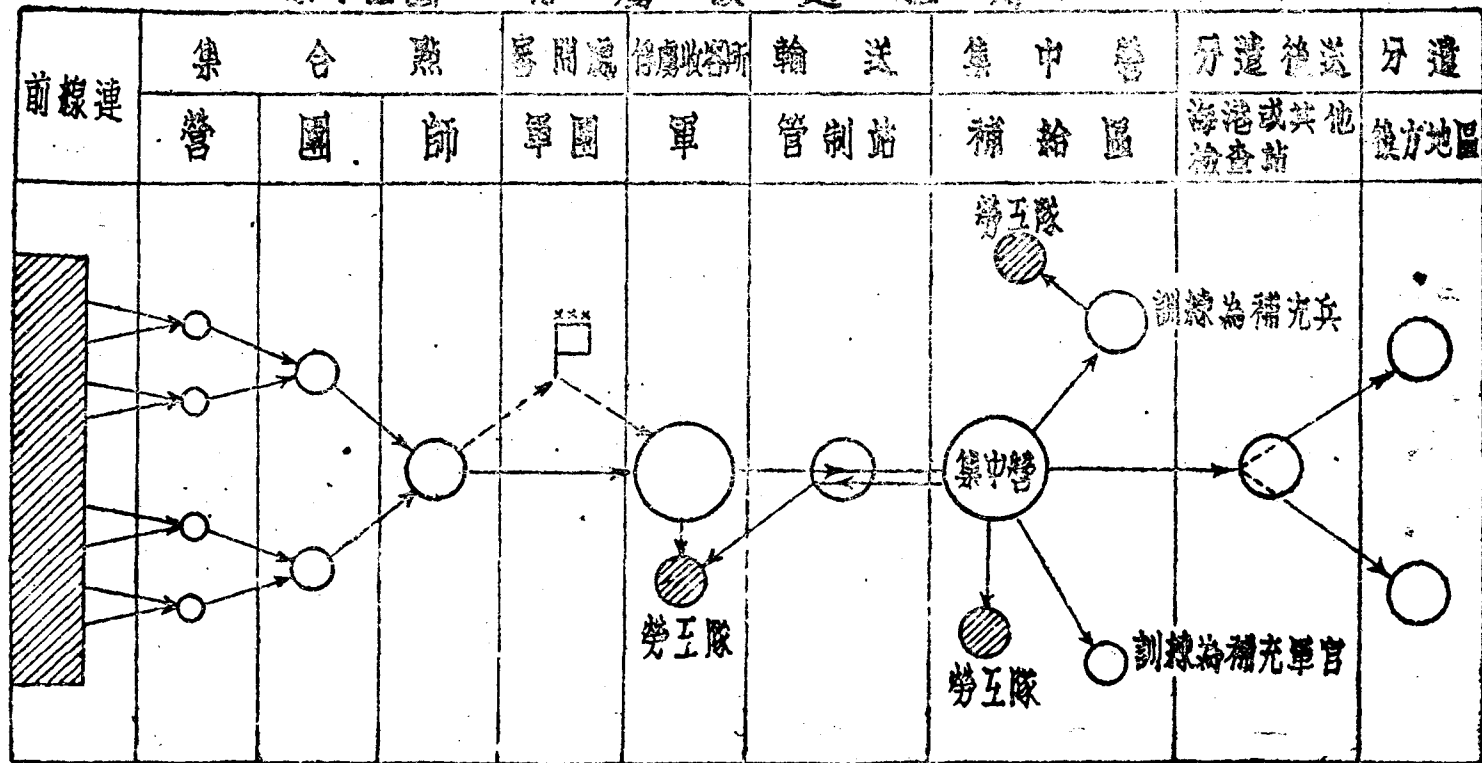 前線連
集合點
審問處
俘虜收容所
輸送
集中營
分遣後送
分遣
營
團
師
軍團
軍
管制站
補給區
海港或其他
檢查站
後方地區
勞工隊
訓練為補充兵
xxx
集中營
勞工隊
勞工隊
訓練為補充軍官